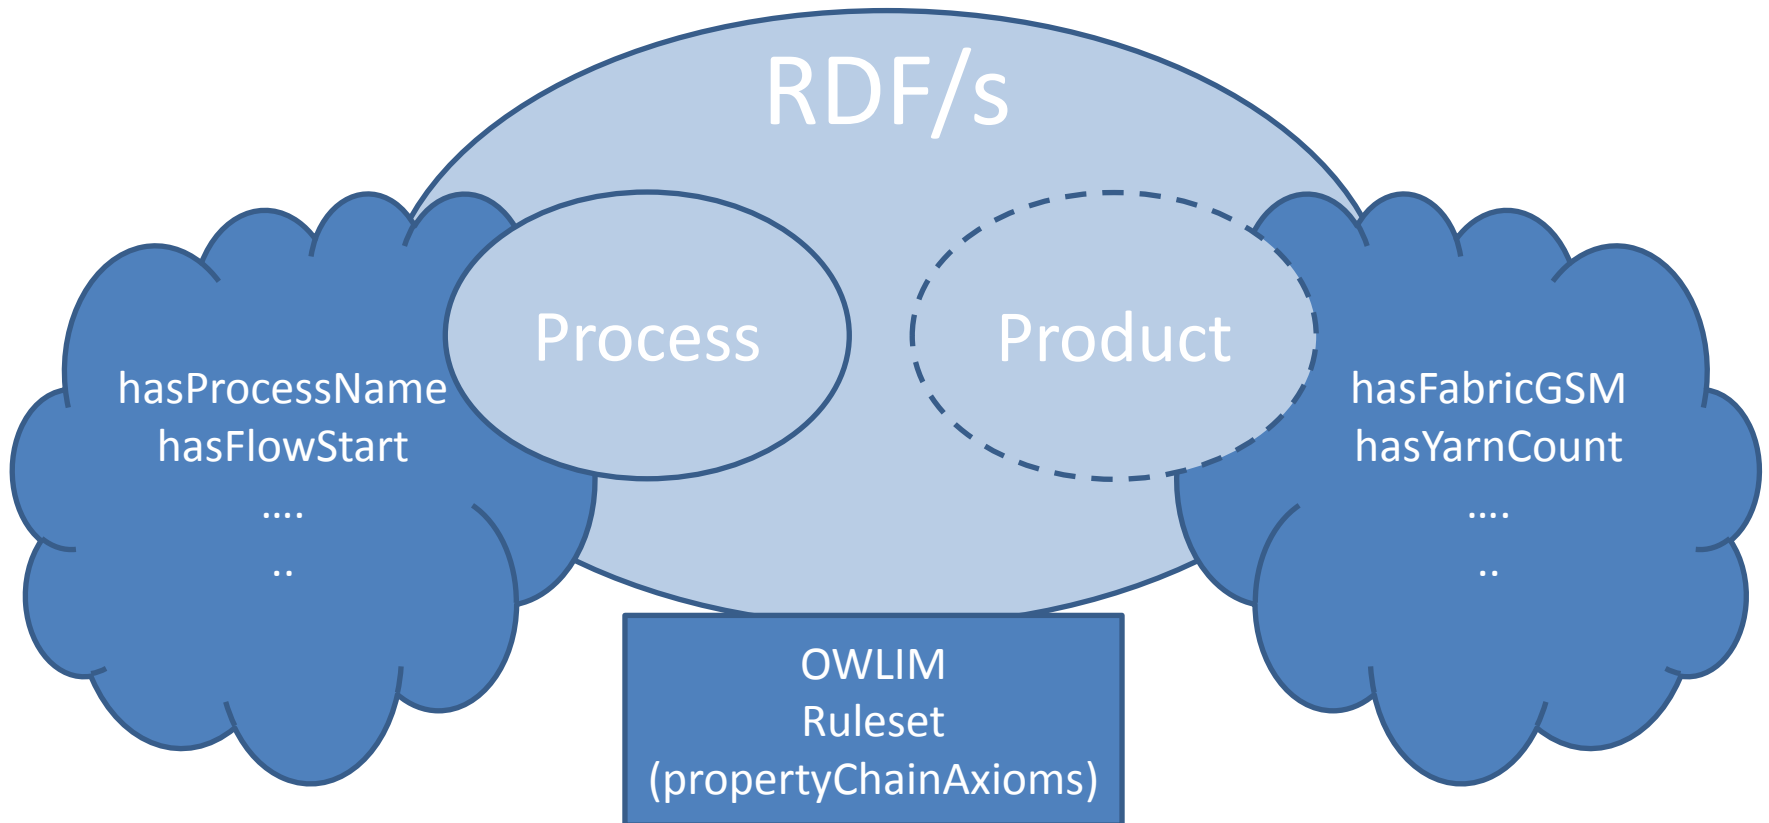 RDF/s
Process
Product
hasProcessName
hasFlowStart
....
..
hasFabricGSM
hasYarnCount
....
..
OWLIM
Ruleset
(propertyChainAxioms)